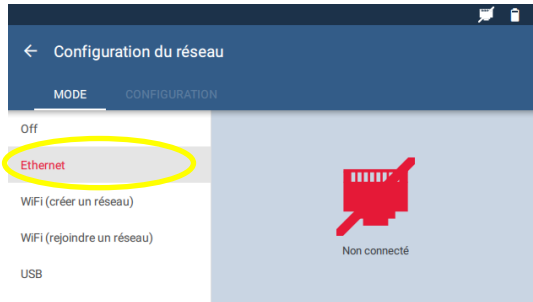 Configuration du réseau
MODE CONFIGURATION
Off
Ethernet
WiFi (créer un réseau)
WiFi (rejoindre un réseau)
USB
Non connecté